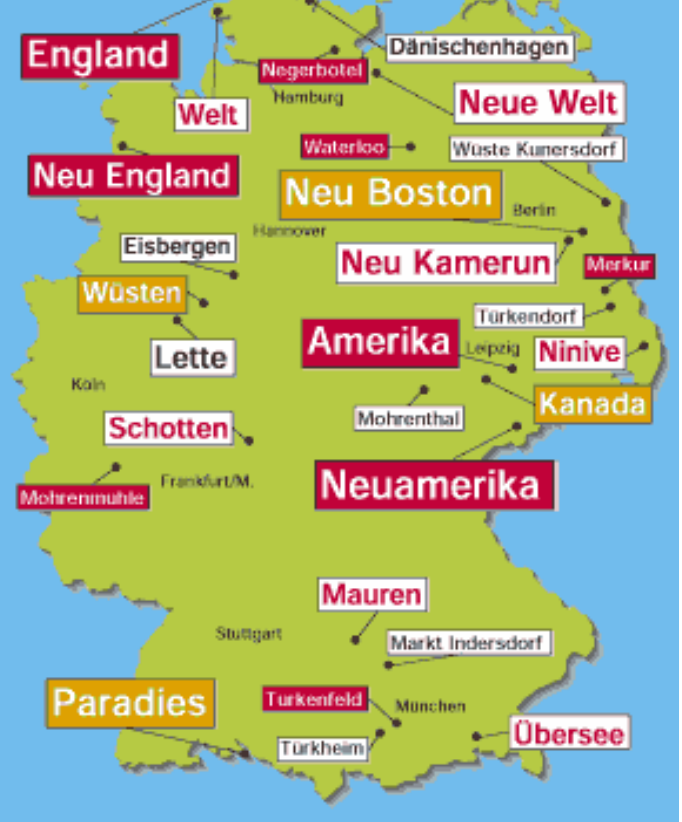 Dänischenhagen
England
Negerbötel
Hamburg
Neue Welt
Welt
Waterloo
Wüste Kunersdorf
Neu England
Neu Boston
Berlin
Hannover
Eisbergen
Neu Kamerun
Merkur
Wüsten
Türkendorf
Amerika
Leipzig
Ninive
Lette
Köln
Kanada
Mohrenthal
Schotten
Frankfurt/M.
Neuamerika
Mohrenmühle
Mauren
Stuttgart
Markt Indersdorf
Paradies
Türkenfeld
München
Übersee
Türkheim